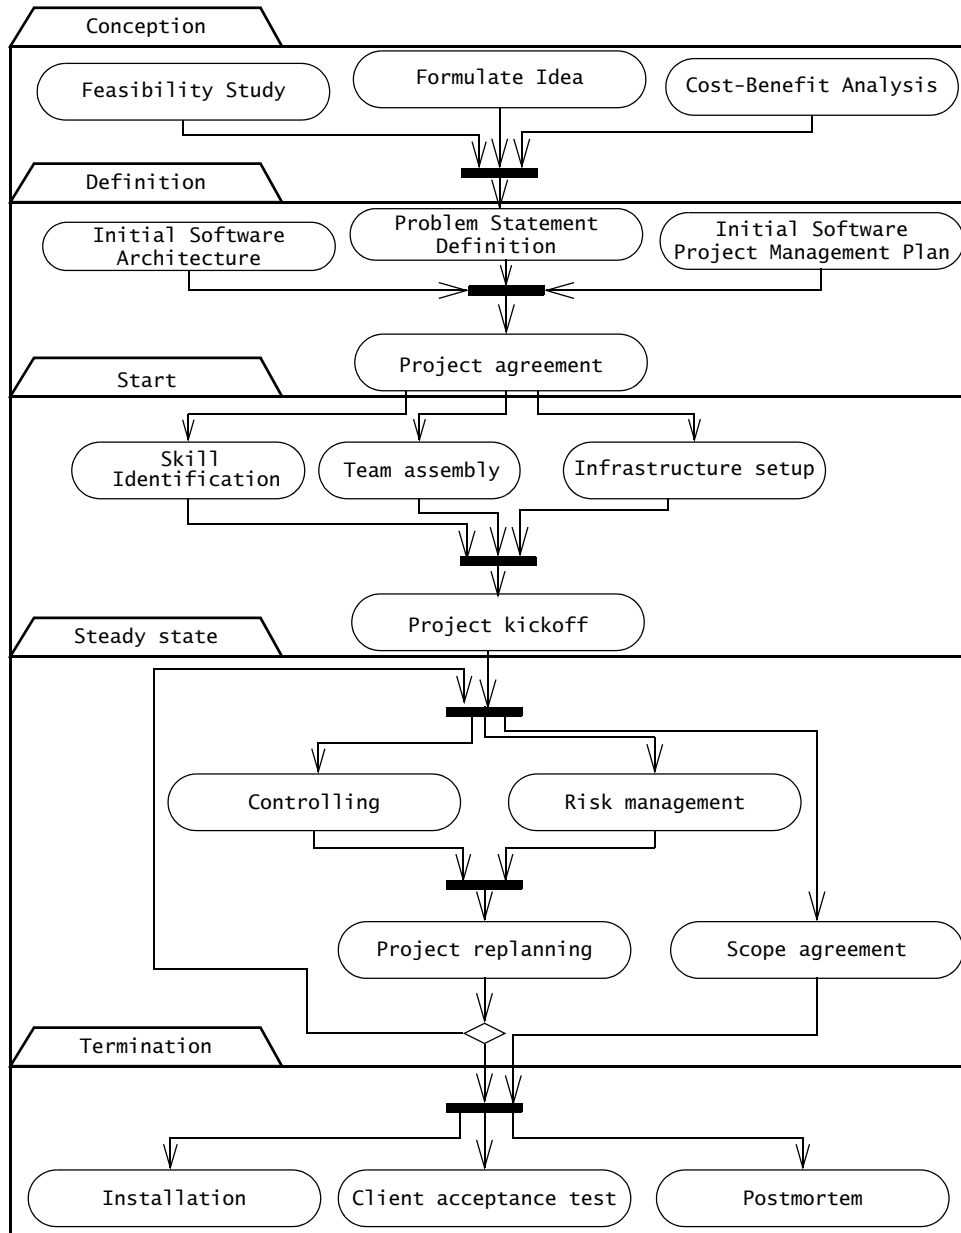 Conception
Feasibility Study
Formulate Idea
Cost-Benefit Analysis
Definition
Initial Software
Architecture
Problem Statement
Definition
Initial Software
Project Management Plan
Project agreement
Start
Skill
Identification
Team assembly
Infrastructure setup
Project kickoff
Steady state
Controlling
Risk management
Project replanning
Scope agreement
Termination
Installation
Client acceptance test
Postmortem